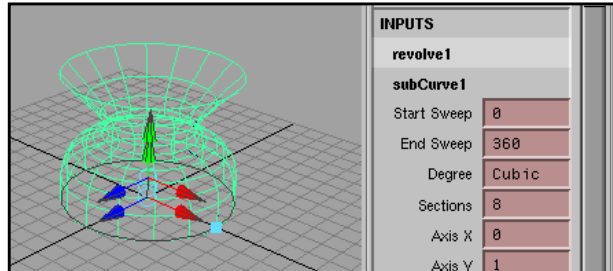 INPUTS
revolve1
subCurve1
Start Sweep 0
End Sweep 360
Degree Cubic
Sections 8
Axis X 0
Axis Y 1